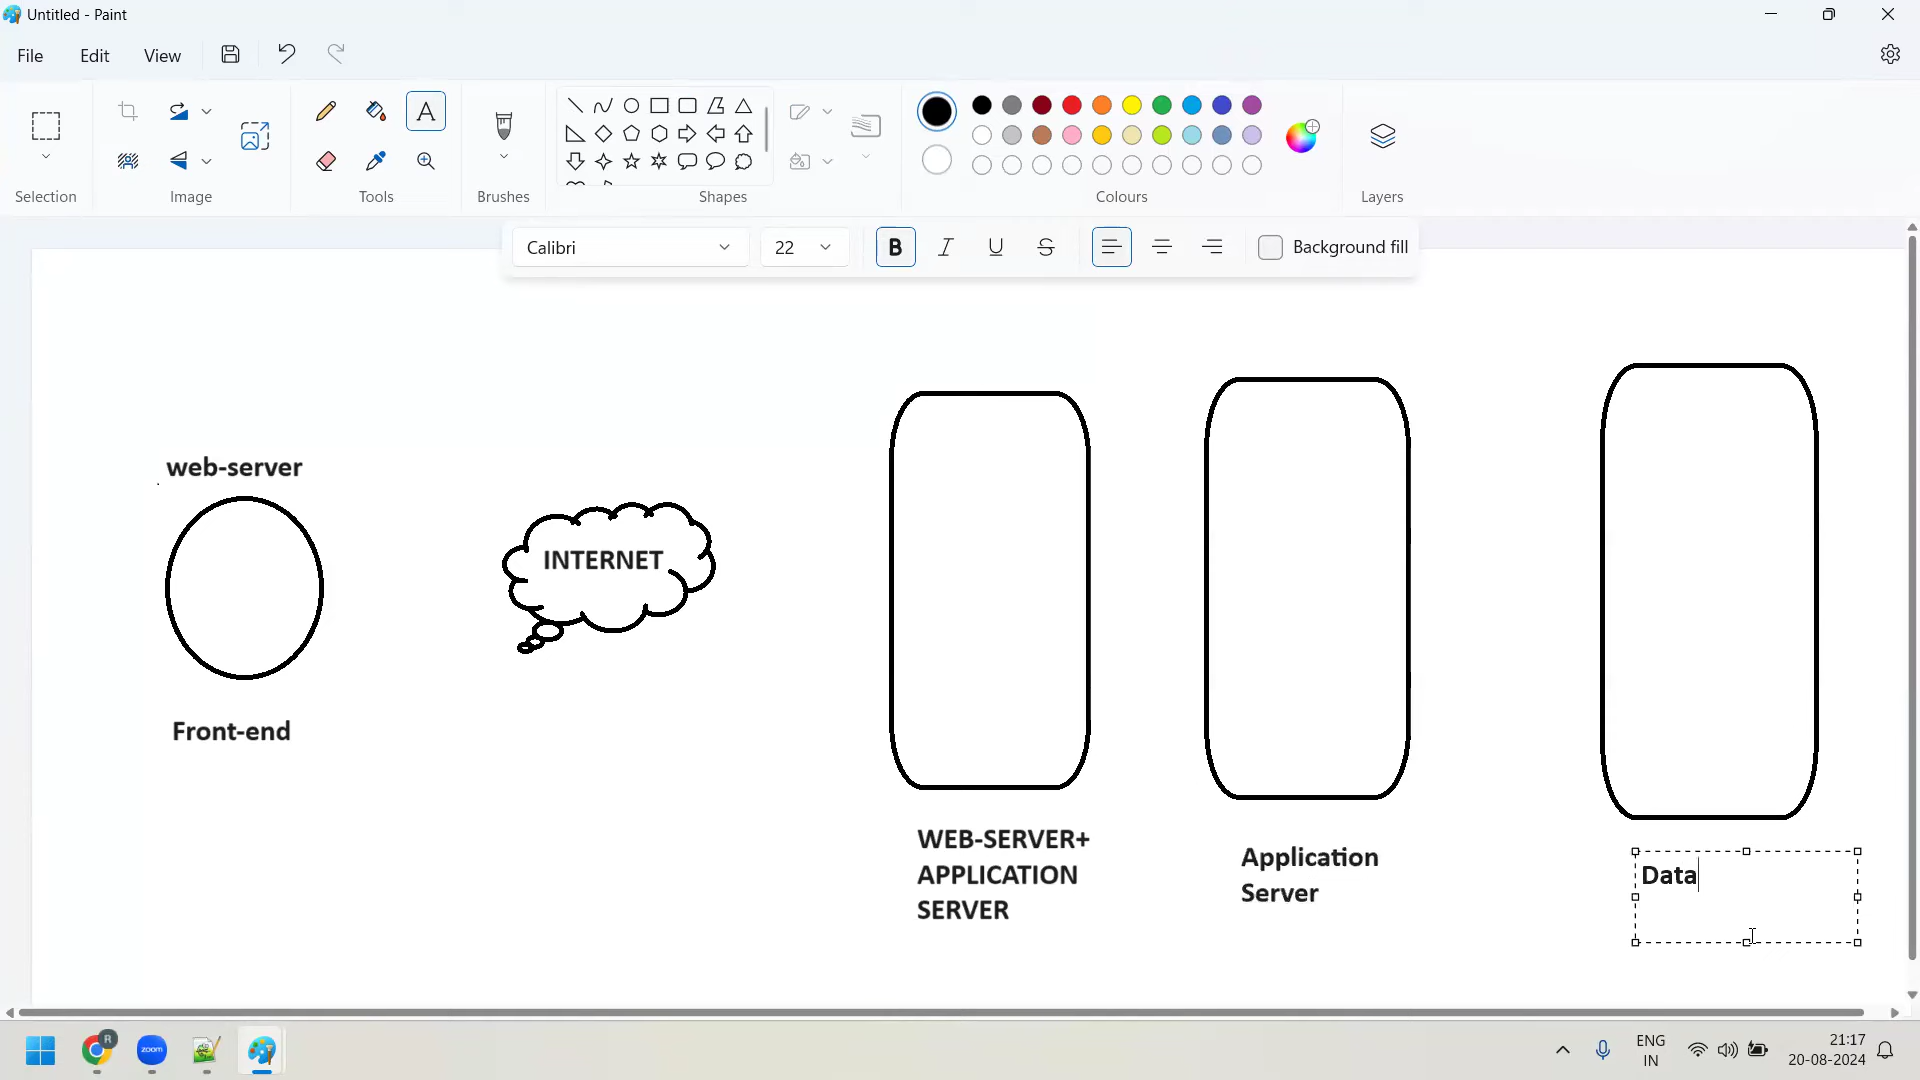 Untitled - Paint
File Edit View
Selection Image Tools Brushes Shapes Colours Layers
Calibri 22 B I U S Background fill
web-server
INTERNET
Front-end
WEB-SERVER+
APPLICATION
SERVER
Application
Server
Data
R
zoom
ENG
IN
21:17
20-08-2024